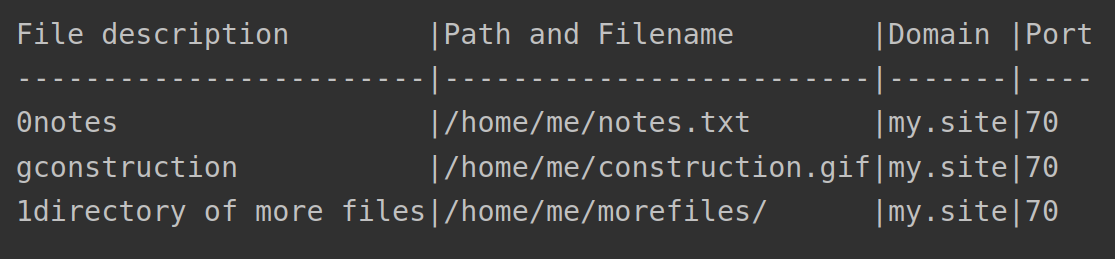 File description        |Path and Filename        |Domain |Port
------------------------|-------------------------|-------|----
0notes                  |/home/me/notes.txt       |my.site|70
gconstruction           |/home/me/construction.gif|my.site|70
1directory of more files|/home/me/morefiles/      |my.site|70